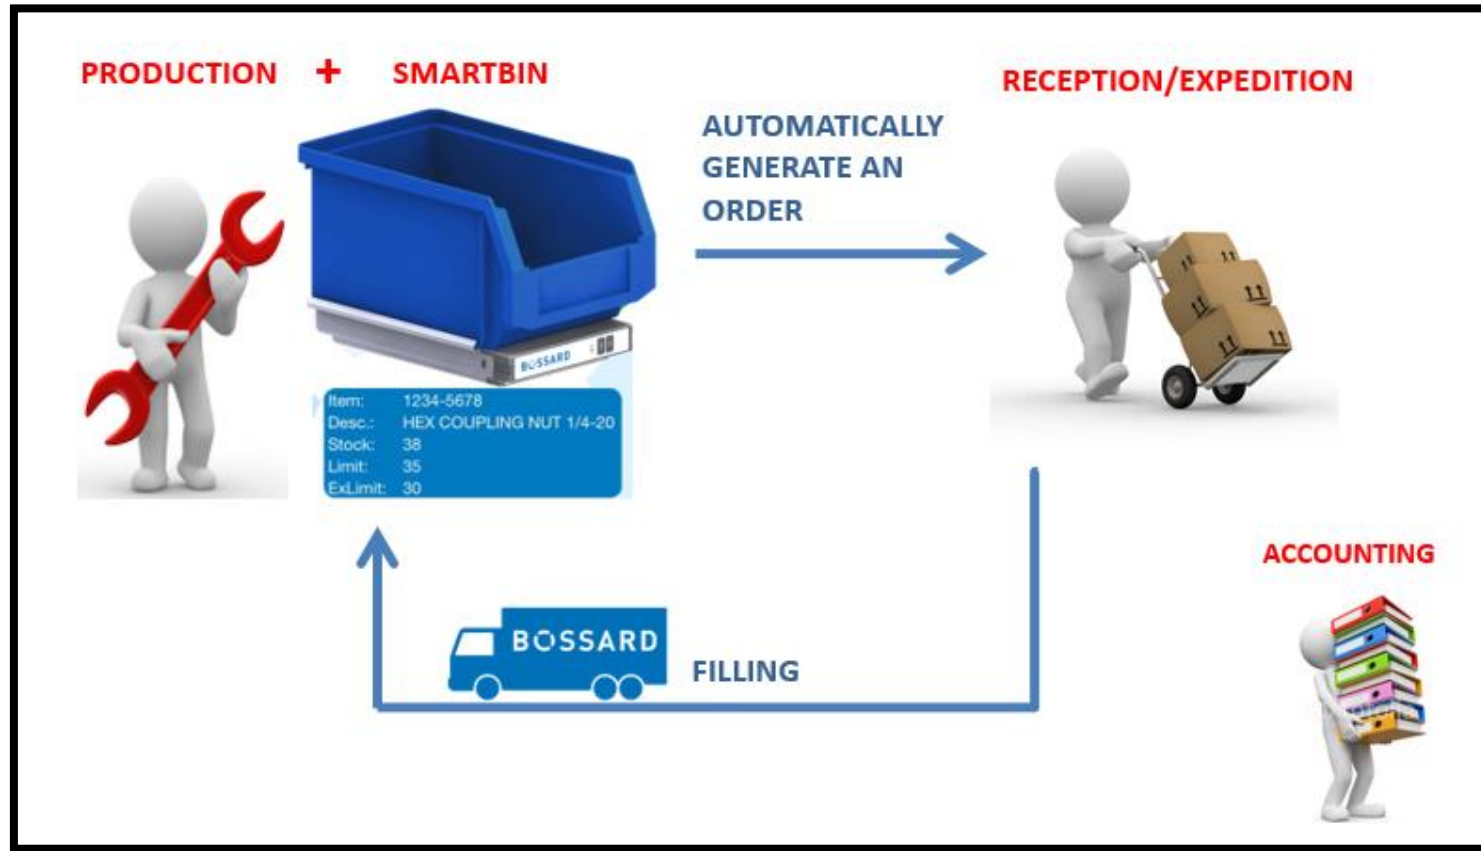 PRODUCTION + SMARTBIN
RECEPTION/EXPEDITION
AUTOMATICALLY
GENERATE AN
ORDER
BOSSARD
Item: 1234-5678
Desc.: HEX COUPLING NUT 1/4-20
Stock: 38
Limit: 35
ExLimit: 30
ACCOUNTING
BOSSARD
FILLING